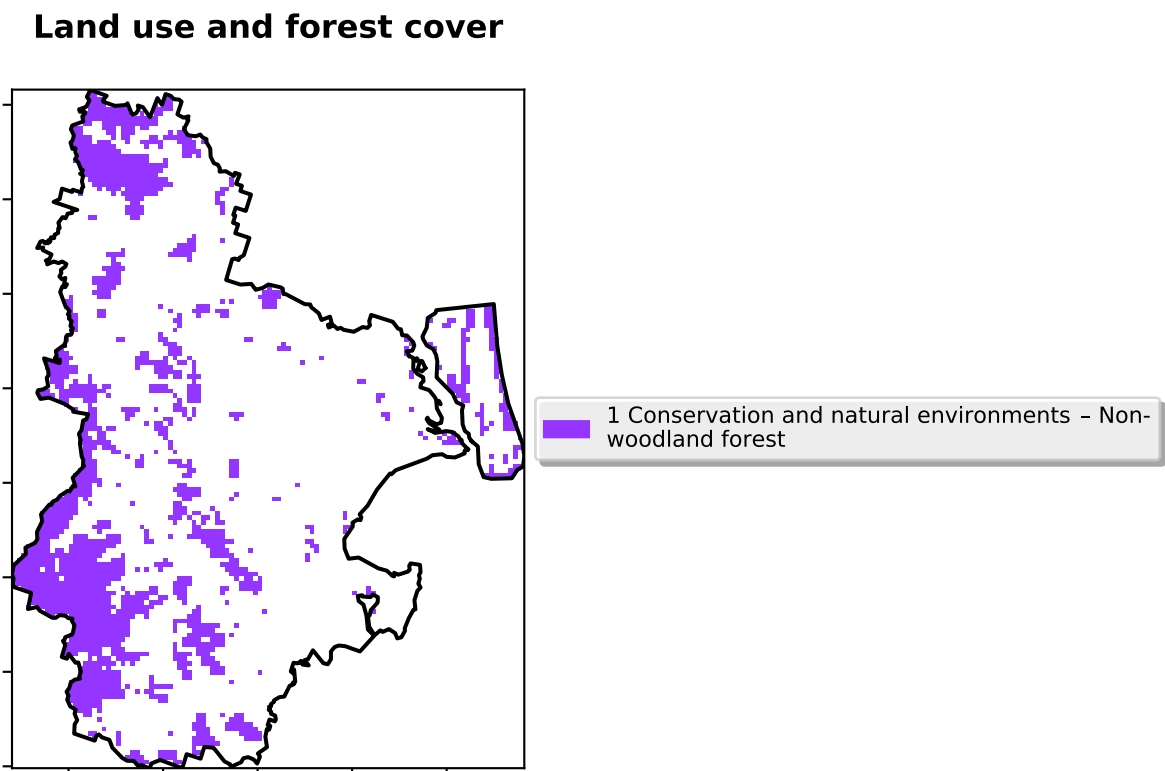 Land use and forest cover
1 Conservation and natural environments – Non-
woodland forest